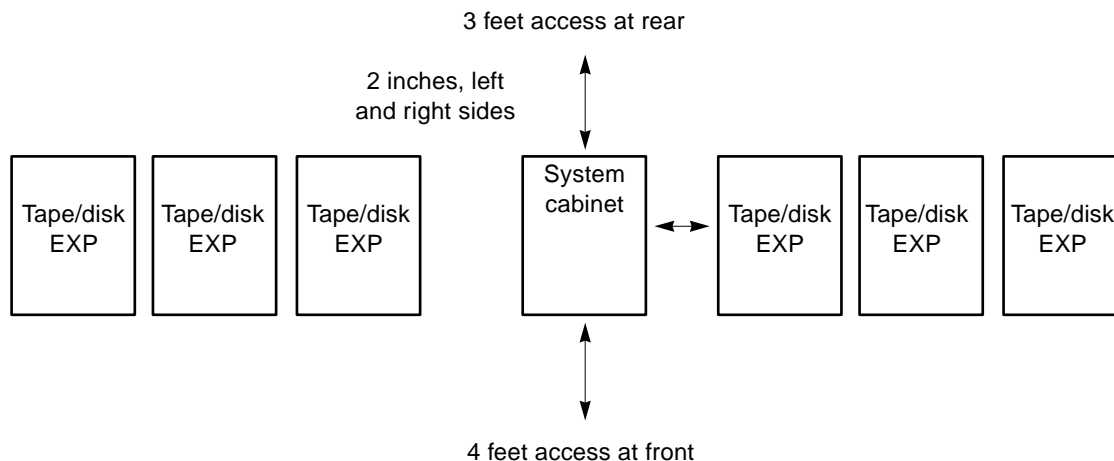 3 feet access at rear
2 inches, left
and right sides
Tape/disk
EXP
Tape/disk
EXP
Tape/disk
EXP
System
cabinet
Tape/disk
EXP
Tape/disk
EXP
Tape/disk
EXP
4 feet access at front